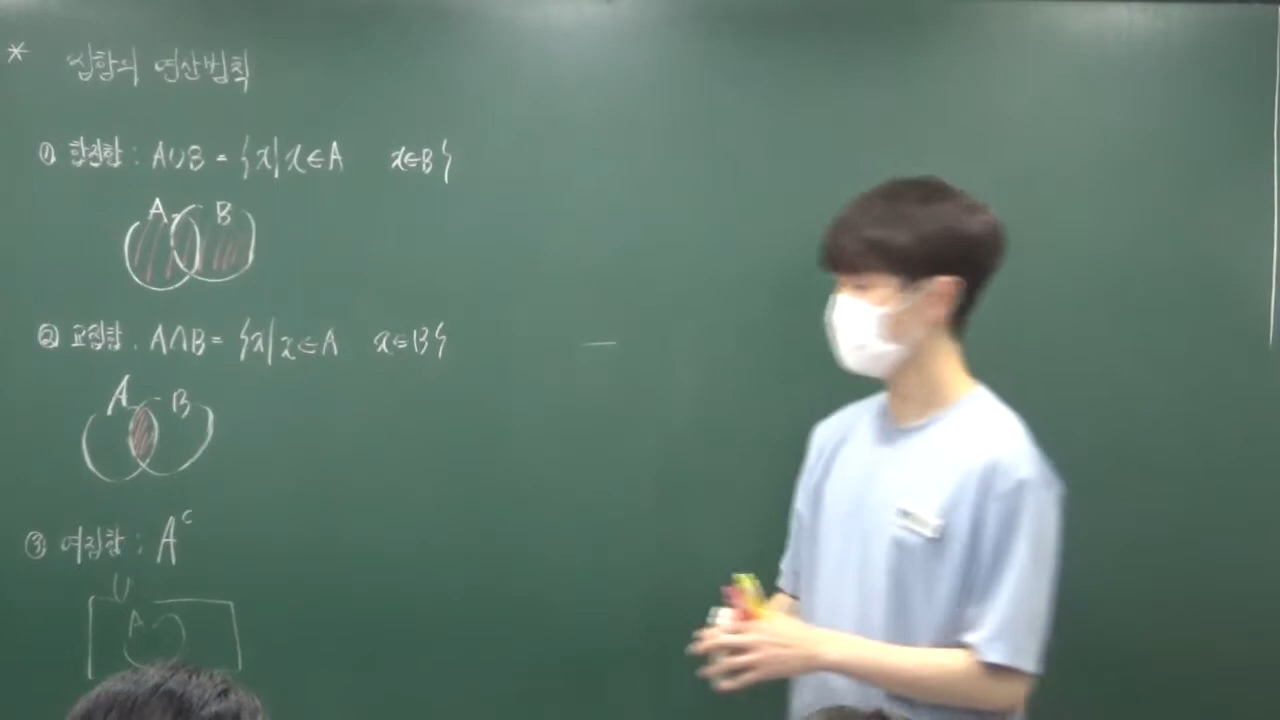 * 집합의 연산법칙
① 합집합 : A∪B = {x|x∈A x∈B}
A B
② 교집합 . A∩B = {x|x∈A x∈B}
A B
③ 여집합 : Aᶜ
U
A